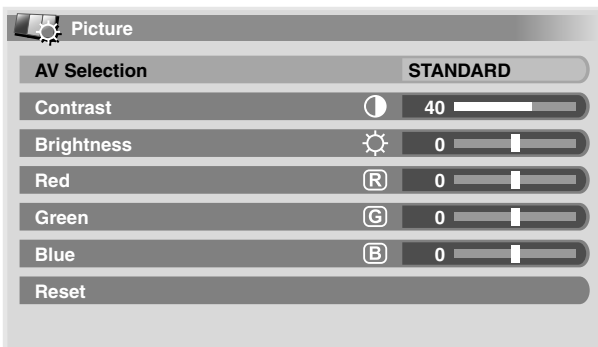 Picture
AV Selection STANDARD
Contrast 40
Brightness 0
Red R 0
Green G 0
Blue B 0
Reset